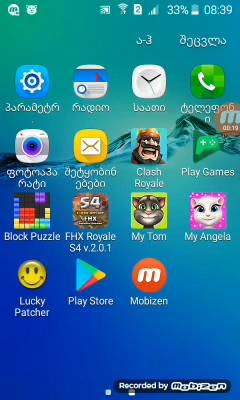 2 33% 08:39
ა-ჰ შეცვლა
პარამეტრ რადიო საათი ტელეფონ
. ი
00:19
ფოტოაპა შეტყობინ Clash Play Games
რატი ებები Royale
Block Puzzle FHX Royale My Tom My Angela
S4 v.2.0.1
Lucky Play Store Mobizen
Patcher
Recorded by Mobizen